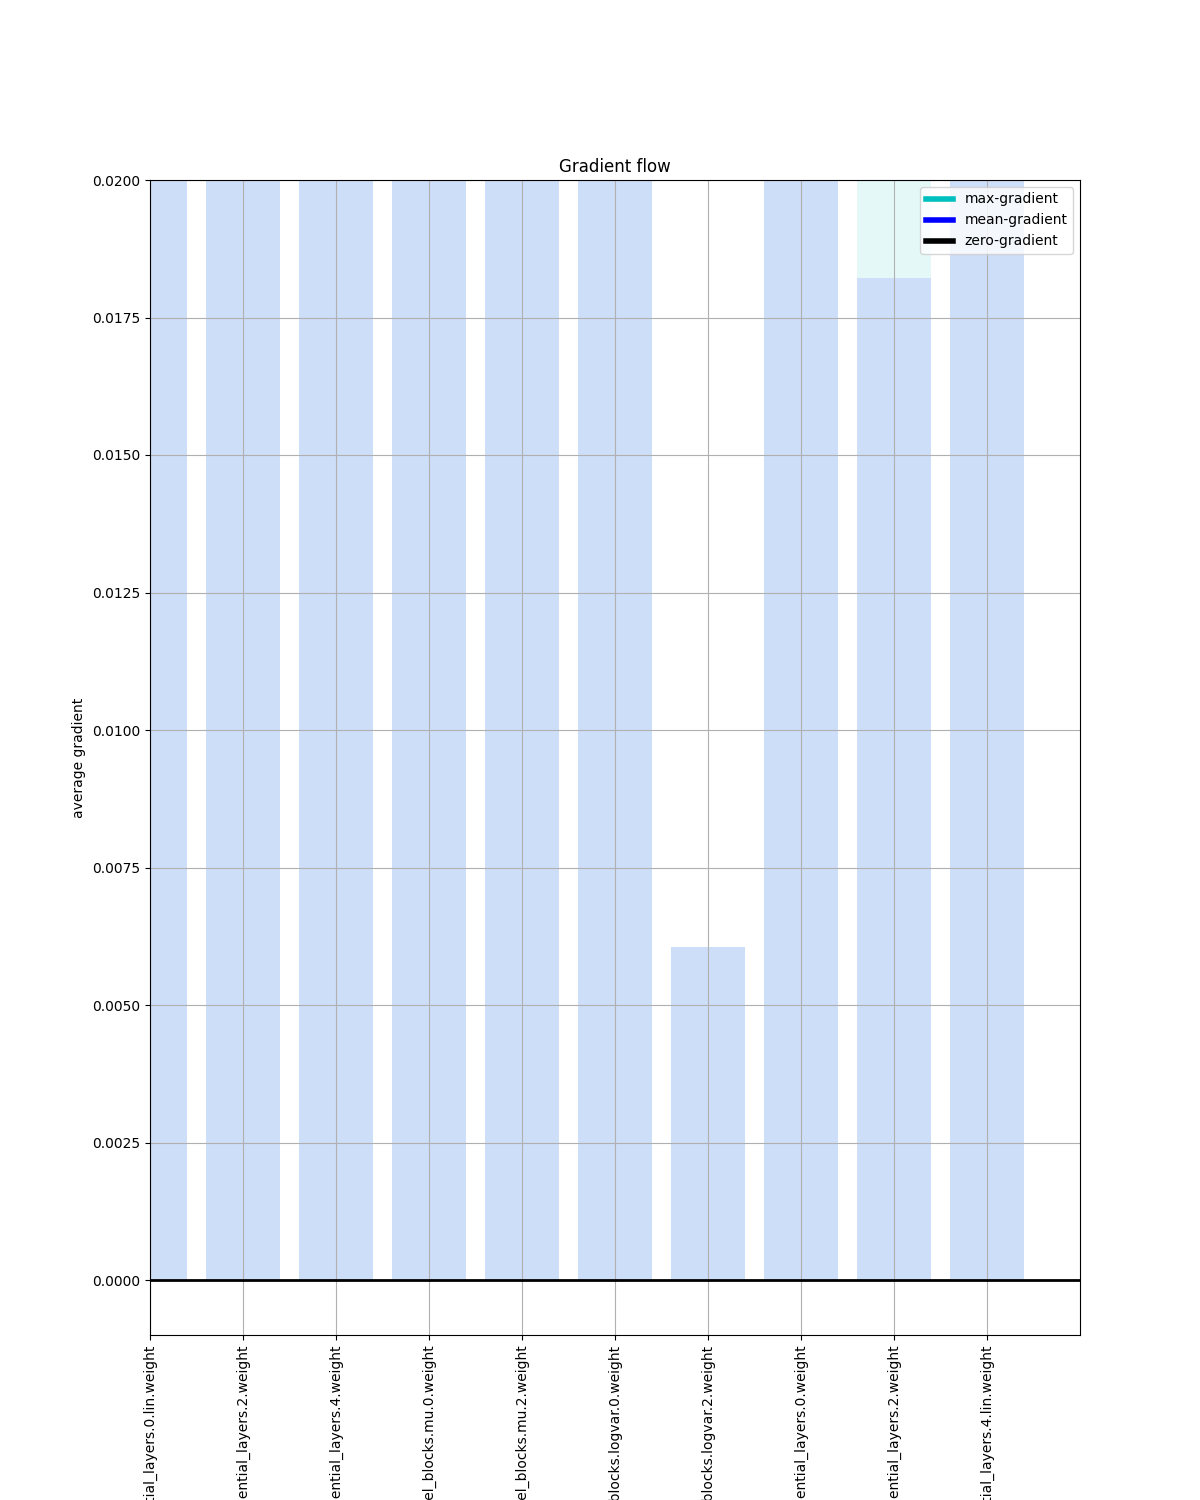 Gradient flow
0.0200
0.0175
0.0150
0.0125
0.0100
0.0075
0.0050
0.0025
0.0000
average gradient
max-gradient
mean-gradient
zero-gradient
tial_layers.0.lin.weight
ential_layers.2.weight
ential_layers.4.weight
el_blocks.mu.0.weight
el_blocks.mu.2.weight
blocks.logvar.0.weight
blocks.logvar.2.weight
ential_layers.0.weight
ential_layers.2.weight
tial_layers.4.lin.weight